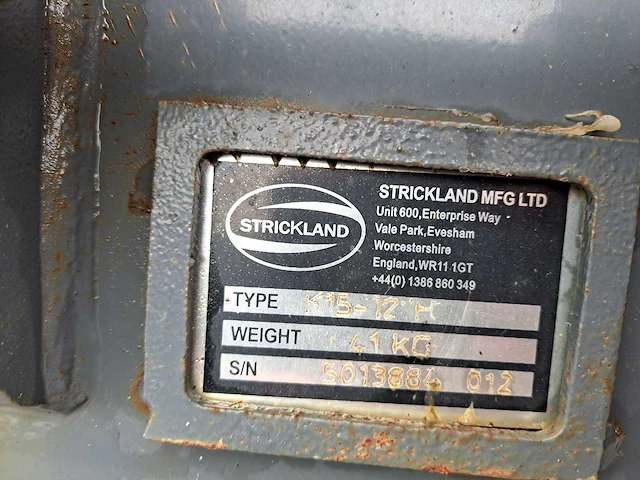 STRICKLAND
STRICKLAND MFG LTD
Unit 600, Enterprise Way
Vale Park, Evesham
Worcestershire
England, WR11 1GT
+44(0) 1386 860 349
TYPE K15-12"H
WEIGHT 41 KG
S/N 5013884 012